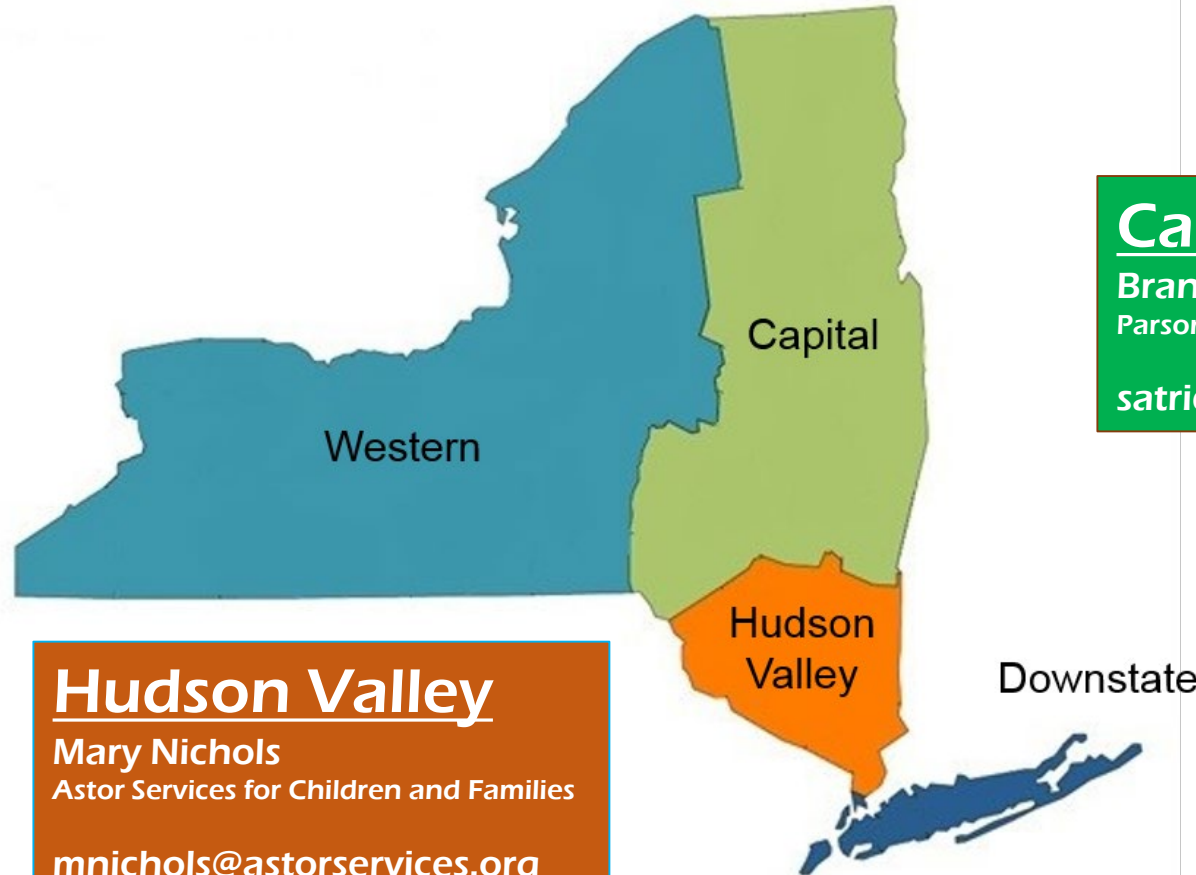 Capital
Western
Hudson
Valley
Downstate
Hudson Valley
Mary Nichols
Astor Services for Children and Families
mnichols@astorservices.org